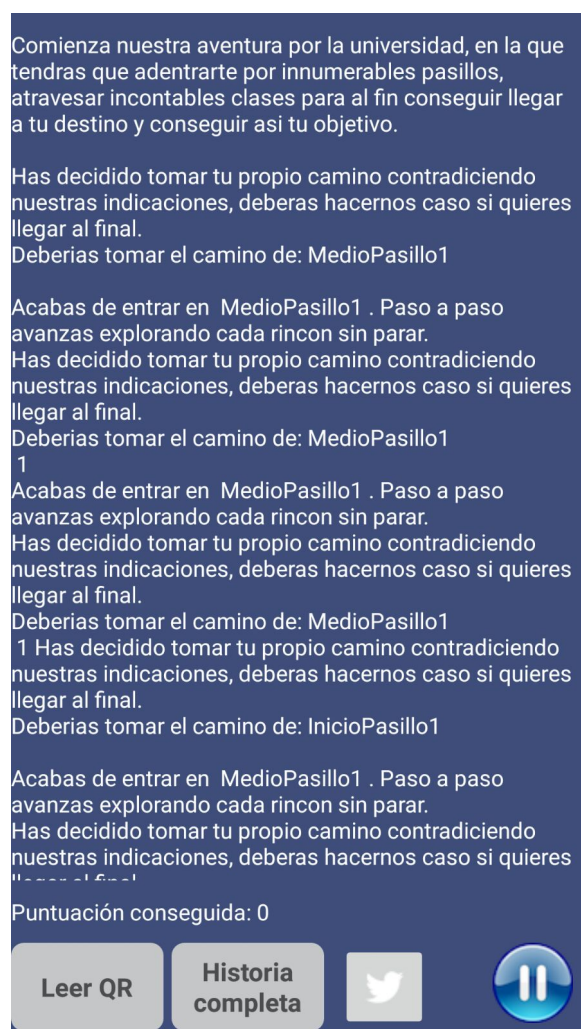 Comienza nuestra aventura por la universidad, en la que
tendras que adentrarte por innumerables pasillos,
atravesar incontables clases para al fin conseguir llegar
a tu destino y conseguir asi tu objetivo.
Has decidido tomar tu propio camino contradiciendo
nuestras indicaciones, deberas hacernos caso si quieres
llegar al final.
Deberias tomar el camino de: MedioPasillo1
Acabas de entrar en  MedioPasillo1 . Paso a paso
avanzas explorando cada rincon sin parar.
Has decidido tomar tu propio camino contradiciendo
nuestras indicaciones, deberas hacernos caso si quieres
llegar al final.
Deberias tomar el camino de: MedioPasillo1
1
Acabas de entrar en  MedioPasillo1 . Paso a paso
avanzas explorando cada rincon sin parar.
Has decidido tomar tu propio camino contradiciendo
nuestras indicaciones, deberas hacernos caso si quieres
llegar al final.
Deberias tomar el camino de: MedioPasillo1
1 Has decidido tomar tu propio camino contradiciendo
nuestras indicaciones, deberas hacernos caso si quieres
llegar al final.
Deberias tomar el camino de: InicioPasillo1
Acabas de entrar en  MedioPasillo1 . Paso a paso
avanzas explorando cada rincon sin parar.
Has decidido tomar tu propio camino contradiciendo
nuestras indicaciones, deberas hacernos caso si quieres
Puntuación conseguida: 0
Leer QR
Historia
completa